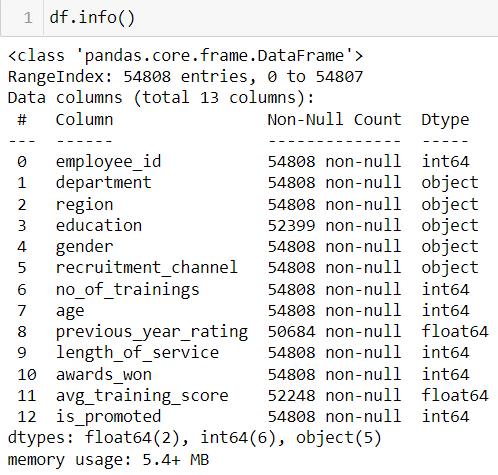 1 df.info()
<class 'pandas.core.frame.DataFrame'>
RangeIndex: 54808 entries, 0 to 54807
Data columns (total 13 columns):
 #   Column                Non-Null Count  Dtype
---  ------                --------------  -----
 0   employee_id           54808 non-null  int64
 1   department            54808 non-null  object
 2   region                54808 non-null  object
 3   education             52399 non-null  object
 4   gender                54808 non-null  object
 5   recruitment_channel   54808 non-null  object
 6   no_of_trainings       54808 non-null  int64
 7   age                   54808 non-null  int64
 8   previous_year_rating  50684 non-null  float64
 9   length_of_service     54808 non-null  int64
 10  awards_won            54808 non-null  int64
 11  avg_training_score    52248 non-null  float64
 12  is_promoted           54808 non-null  int64
dtypes: float64(2), int64(6), object(5)
memory usage: 5.4+ MB